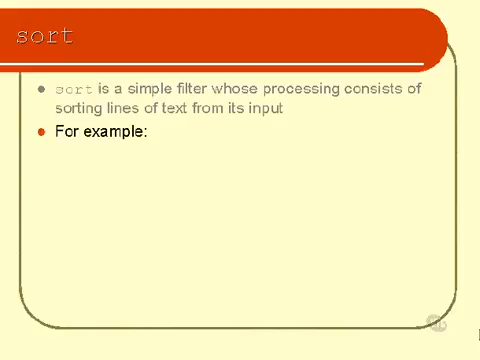 sort
sort is a simple filter whose processing consists of
sorting lines of text from its input
For example: